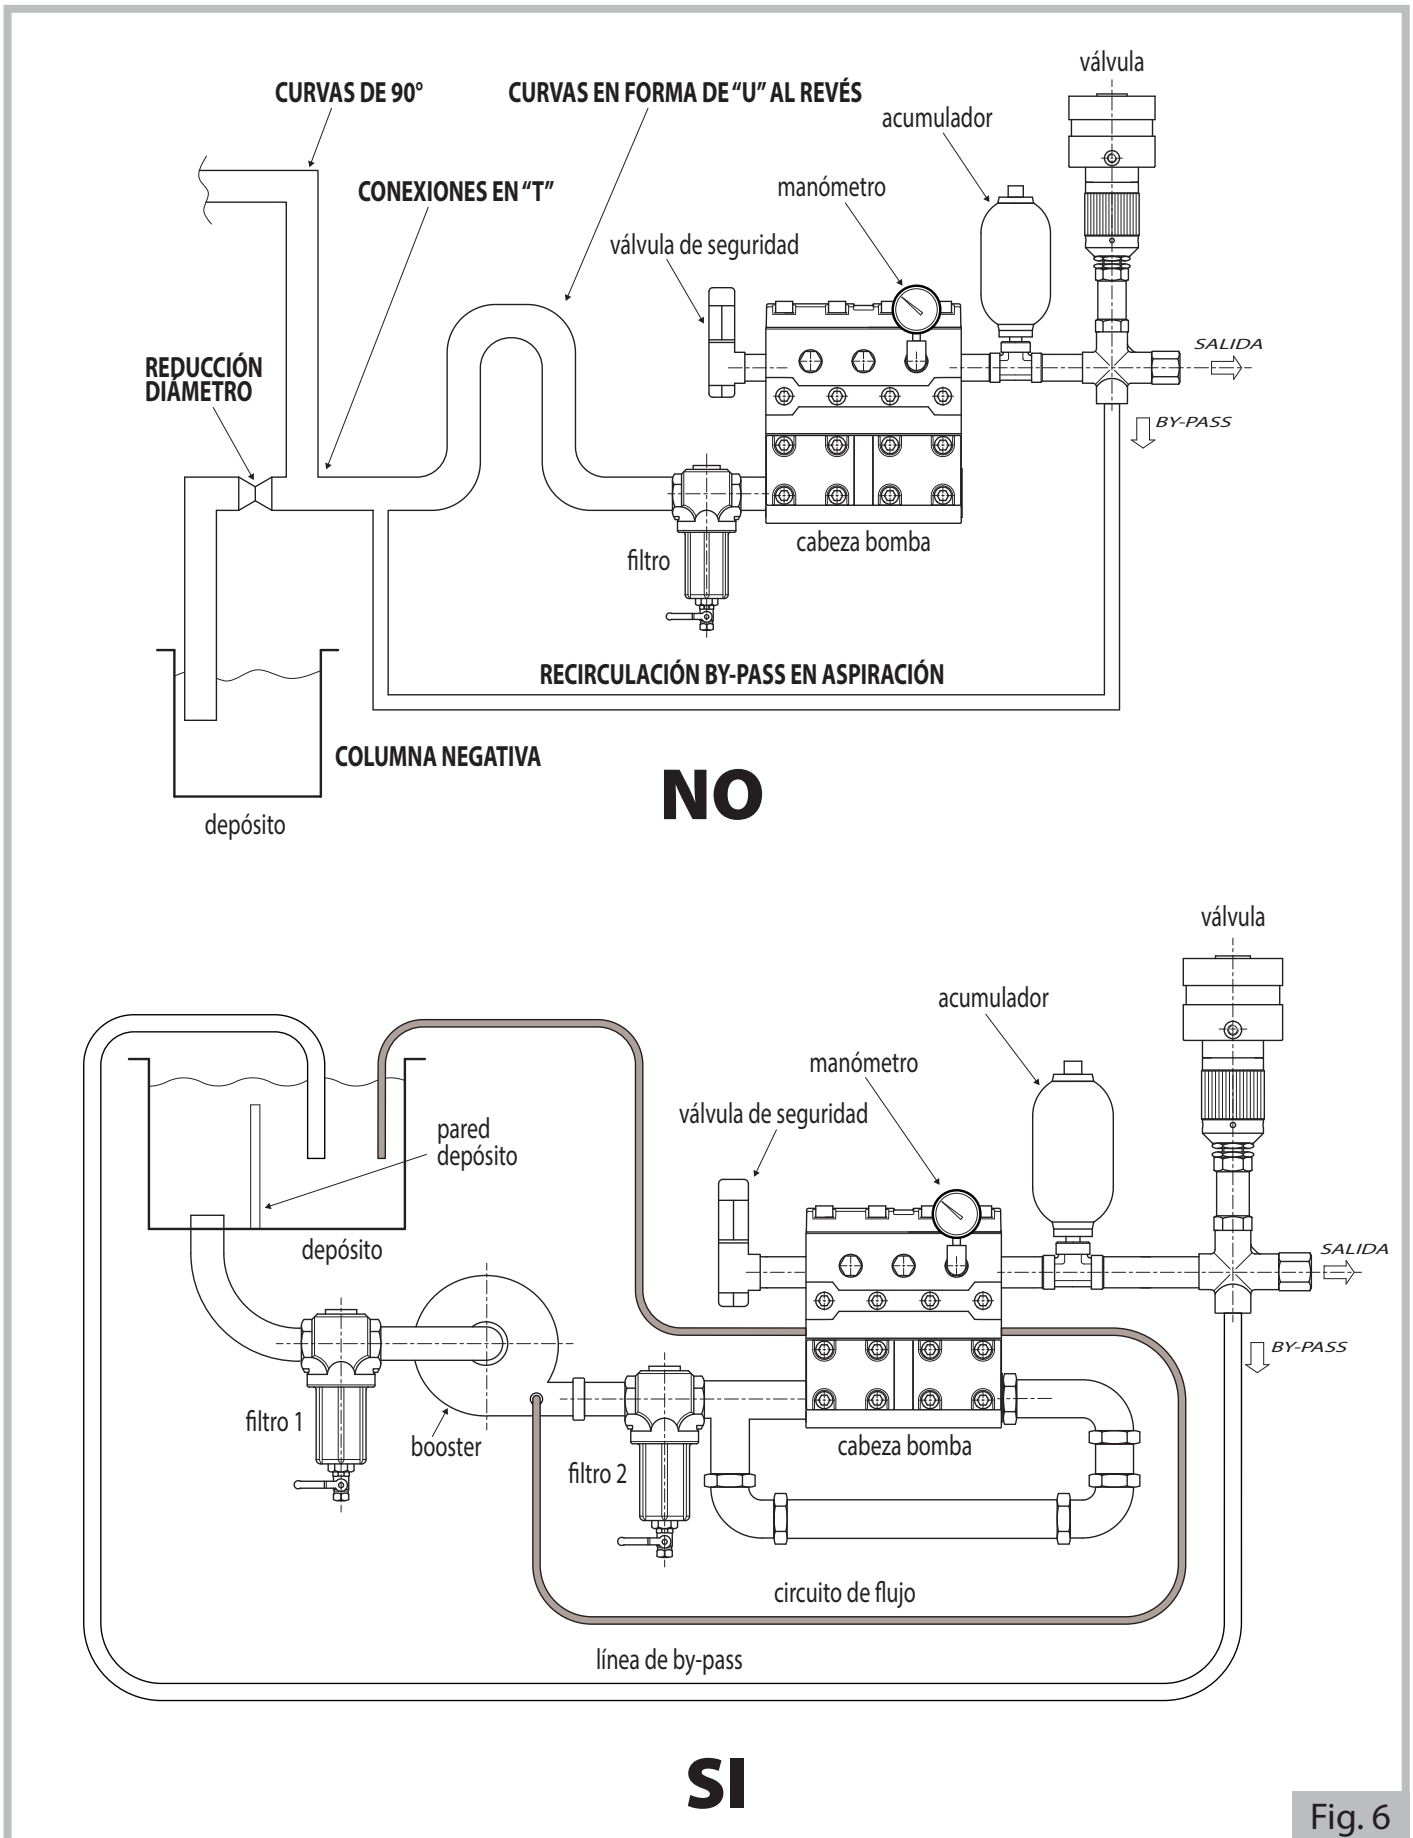 válvula
CURVAS DE 90°
CURVAS EN FORMA DE “U” AL REVÉS
acumulador
CONEXIONES EN “T”
manómetro
válvula de seguridad
REDUCCIÓN
DIÁMETRO
SALIDA
BY-PASS
cabeza bomba
filtro
RECIRCULACIÓN BY-PASS EN ASPIRACIÓN
COLUMNA NEGATIVA
NO
depósito
válvula
acumulador
manómetro
válvula de seguridad
pared
depósito
depósito
SALIDA
BY-PASS
filtro 1
booster
cabeza bomba
filtro 2
circuito de flujo
línea de by-pass
SI
Fig. 6